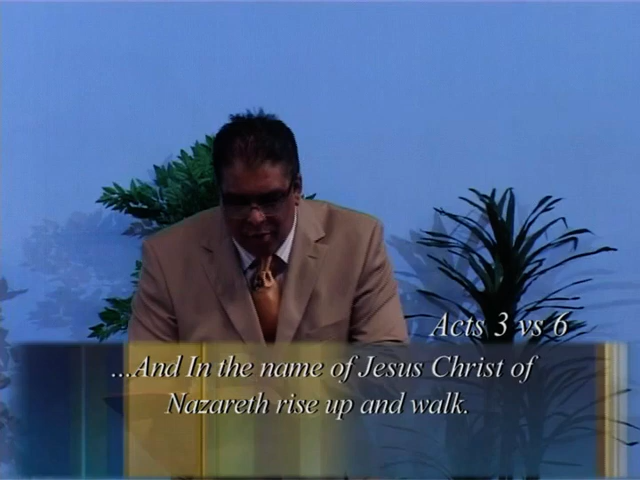 Acts 3 vs 6
...And In the name of Jesus Christ of
Nazareth rise up and walk.